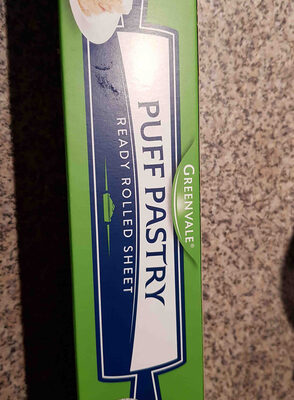 GREENVALE®
PUFF PASTRY
READY ROLLED SHEET